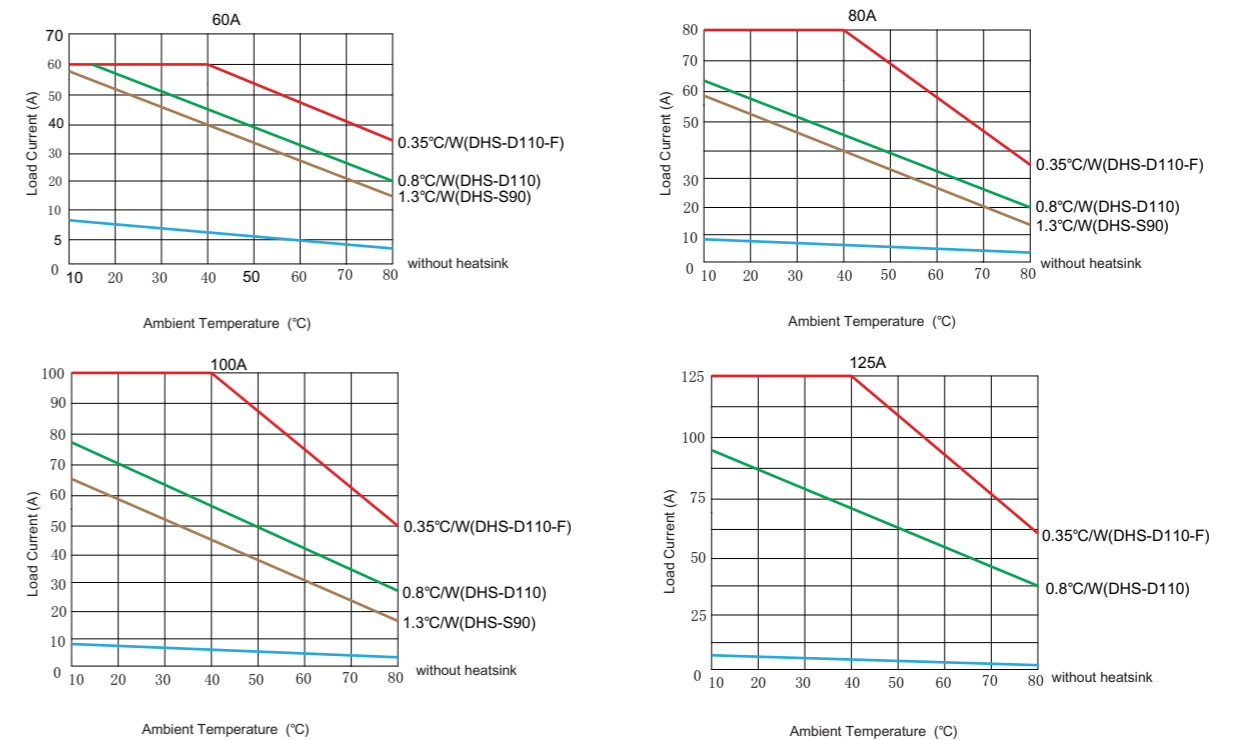 60A
70
60
50
40
30
20
10
5
0
10 20 30 40 50 60 70 80
Load Current (A)
Ambient Temperature (℃)
0.35℃/W(DHS-D110-F)
0.8℃/W(DHS-D110)
1.3℃/W(DHS-S90)
without heatsink
80A
80
70
60
50
30
20
10
0
10 20 30 40 50 60 70 80
Load Current (A)
Ambient Temperature (℃)
0.35℃/W(DHS-D110-F)
0.8℃/W(DHS-D110)
1.3℃/W(DHS-S90)
without heatsink
100A
100
90
80
70
60
50
40
30
20
10
0
10 20 30 40 50 60 70 80
Load Current (A)
Ambient Temperature (℃)
0.35℃/W(DHS-D110-F)
0.8℃/W(DHS-D110)
1.3℃/W(DHS-S90)
without heatsink
125A
125
100
75
50
25
0
10 20 30 40 50 60 70 80
Load Current (A)
Ambient Temperature (℃)
0.35℃/W(DHS-D110-F)
0.8℃/W(DHS-D110)
without heatsink